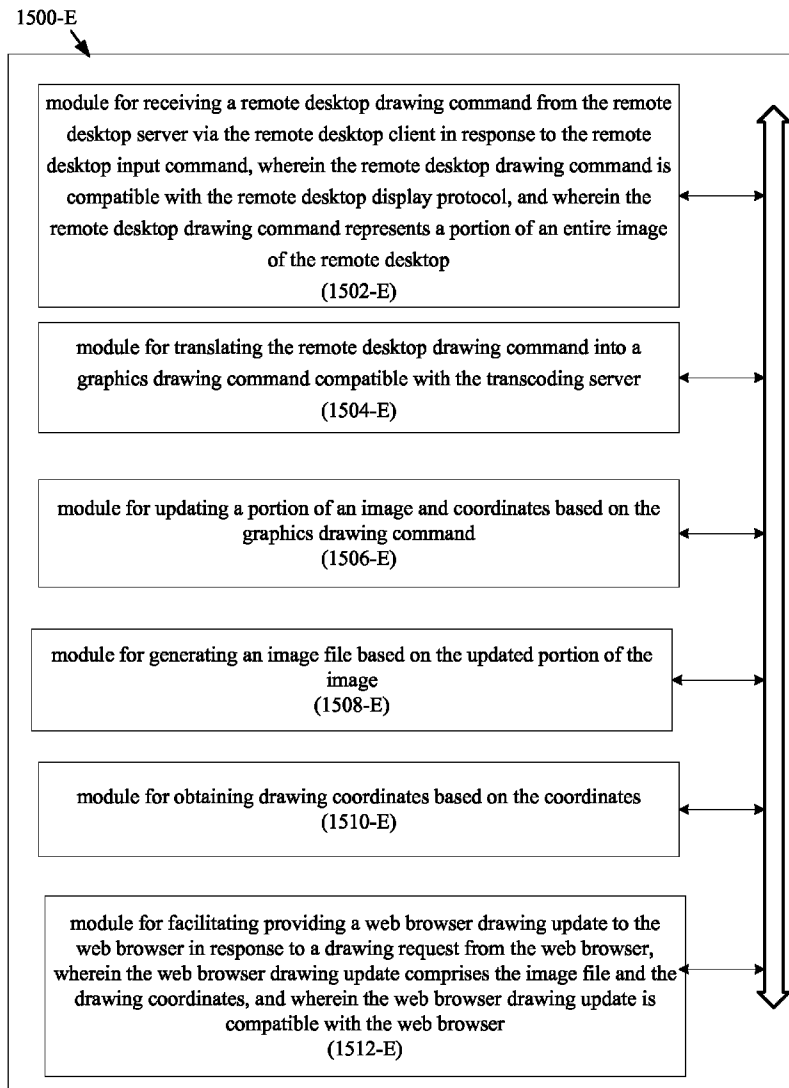 1500-E
module for receiving a remote desktop drawing command from the remote
desktop server via the remote desktop client in response to the remote
desktop input command, wherein the remote desktop drawing command is
compatible with the remote desktop display protocol, and wherein the
remote desktop drawing command represents a portion of an entire image
of the remote desktop
(1502-E)
module for translating the remote desktop drawing command into a
graphics drawing command compatible with the transcoding server
(1504-E)
module for updating a portion of an image and coordinates based on the
graphics drawing command
(1506-E)
module for generating an image file based on the updated portion of the
image
(1508-E)
module for obtaining drawing coordinates based on the coordinates
(1510-E)
module for facilitating providing a web browser drawing update to the
web browser in response to a drawing request from the web browser,
wherein the web browser drawing update comprises the image file and the
drawing coordinates, and wherein the web browser drawing update is
compatible with the web browser
(1512-E)